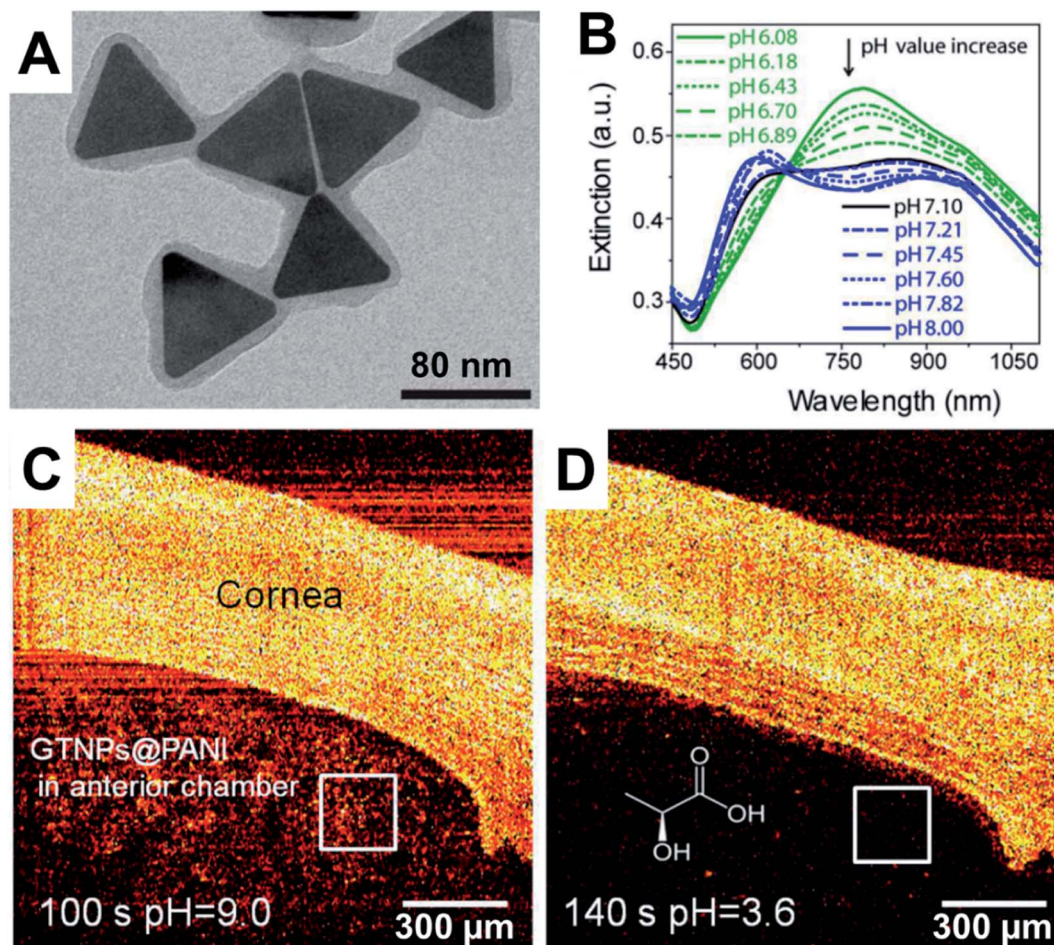 A
80 nm
B
0.6
0.5
0.4
0.3
Extinction (a.u.)
pH 6.08
pH 6.18
pH 6.43
pH 6.70
pH 6.89
pH value increase
pH 7.10
pH 7.21
pH 7.45
pH 7.60
pH 7.82
pH 8.00
450 600 750 900 1050
Wavelength (nm)
C
Cornea
GTNPs@PANI
in anterior chamber
100 s pH=9.0
300 µm
D
O
OH
OH
140 s pH=3.6
300 µm